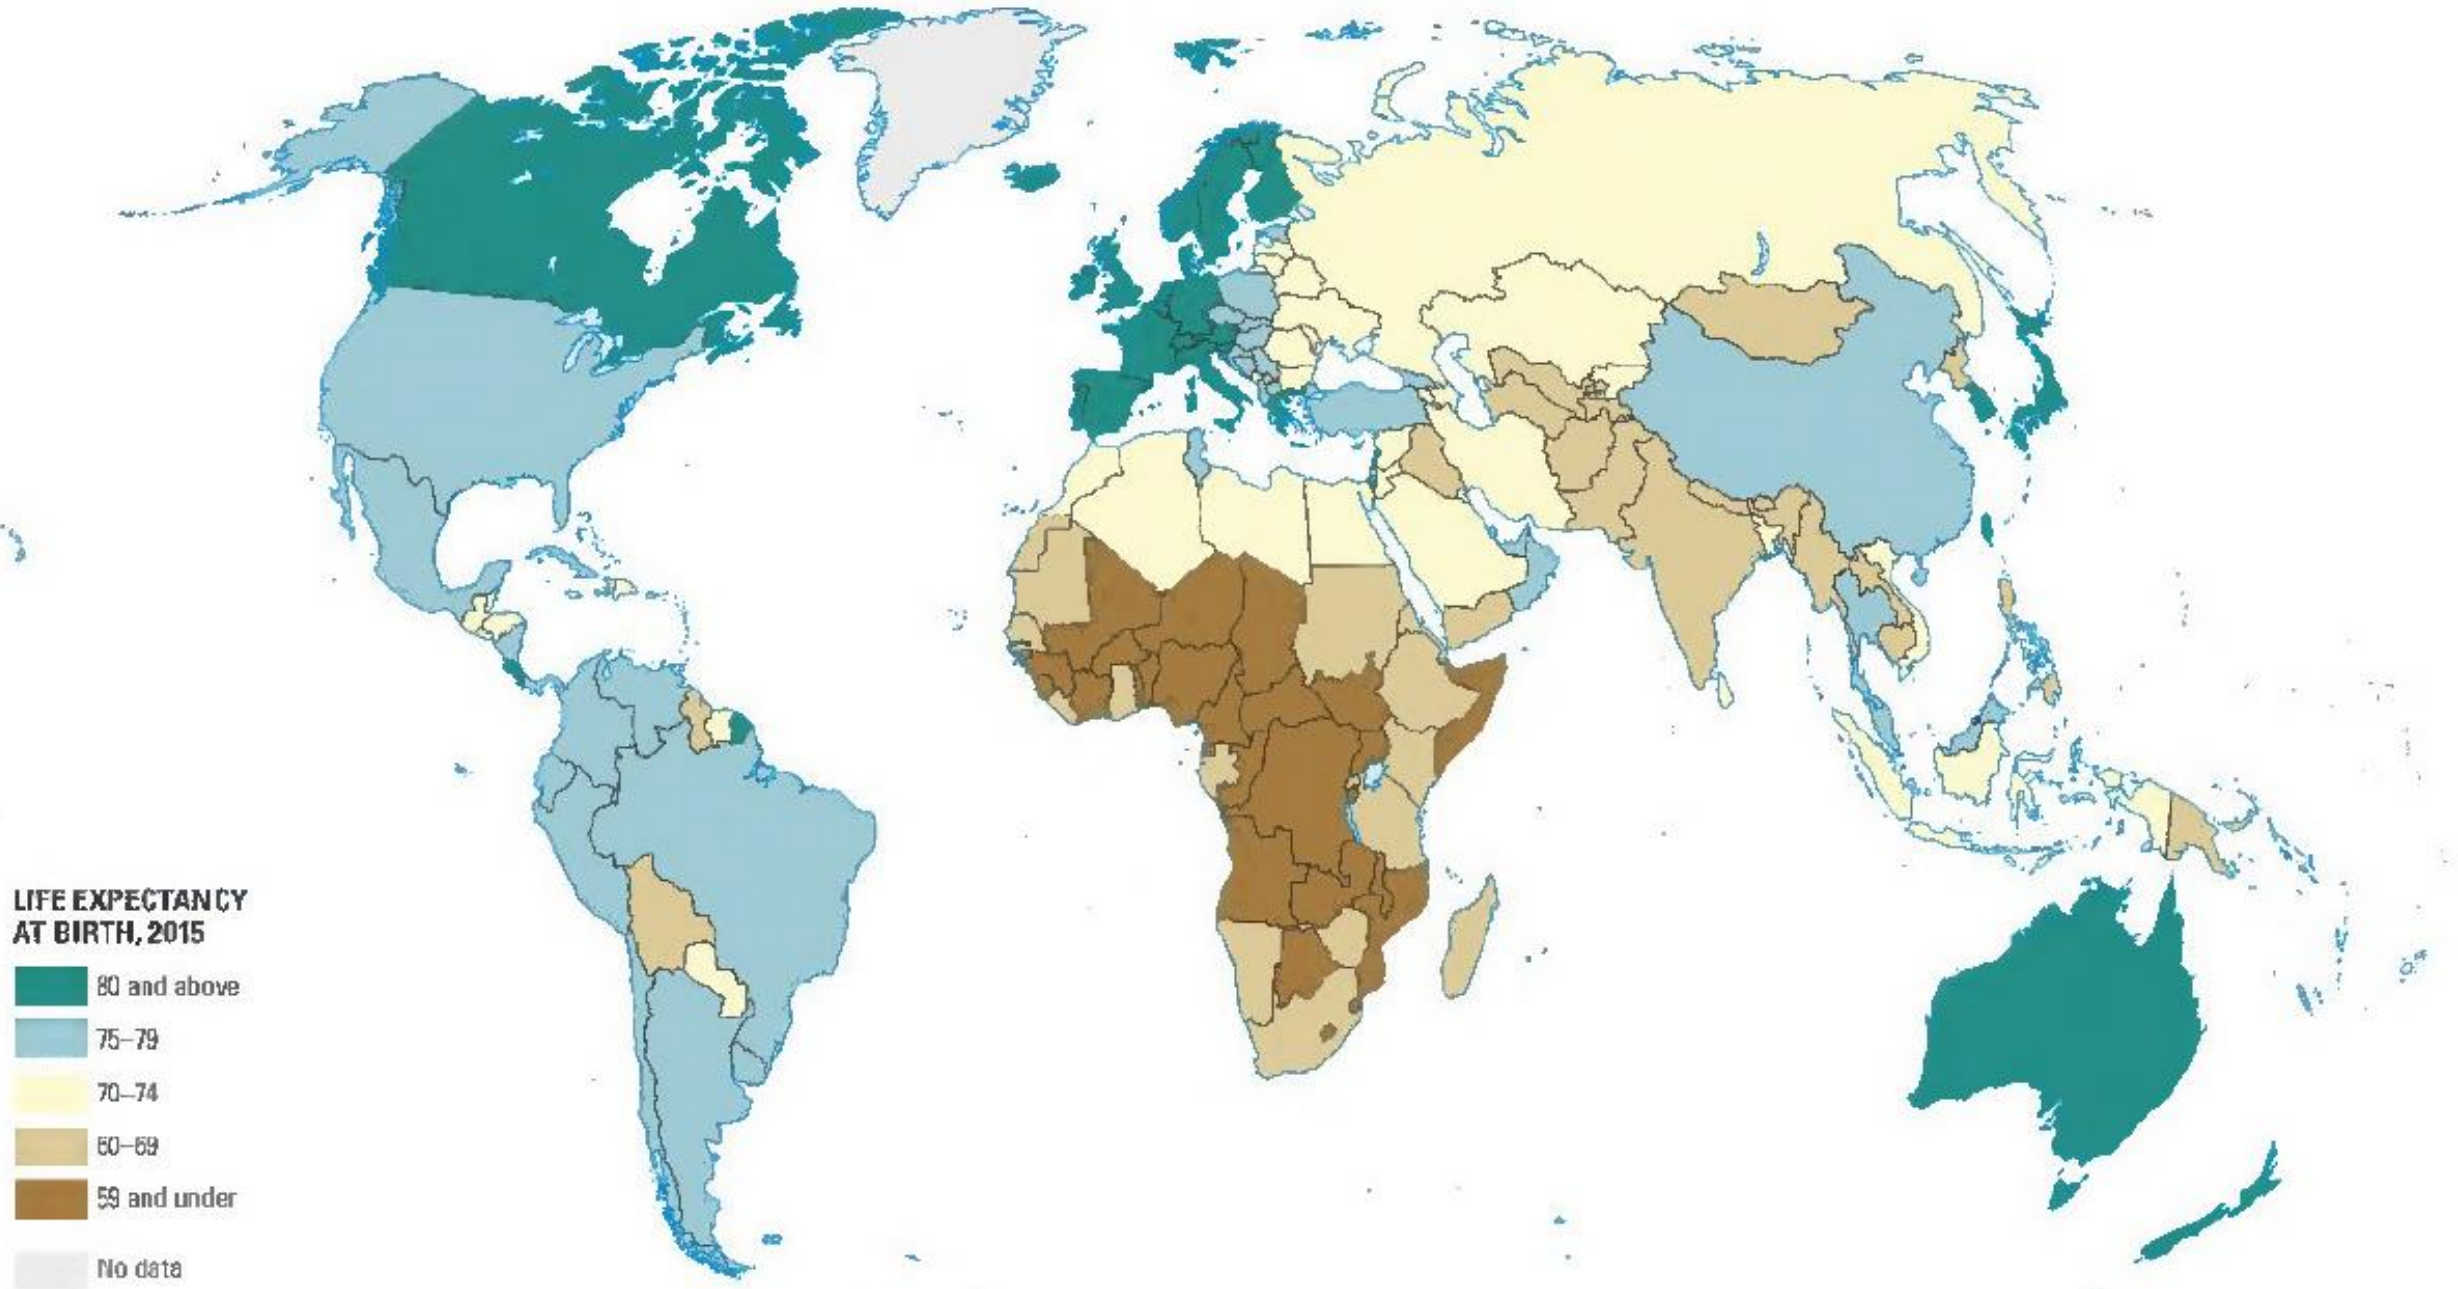 LIFE EXPECTANCY
AT BIRTH, 2015
80 and above
75–79
70–74
60–69
59 and under
No data